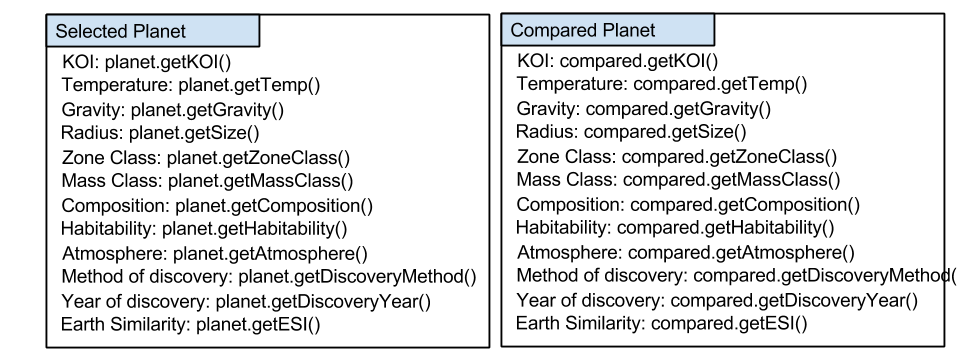 Selected Planet
KOI: planet.getKOI()
Temperature: planet.getTemp()
Gravity: planet.getGravity()
Radius: planet.getSize()
Zone Class: planet.getZoneClass()
Mass Class: planet.getMassClass()
Composition: planet.getComposition()
Habitability: planet.getHabitability()
Atmosphere: planet.getAtmosphere()
Method of discovery: planet.getDiscoveryMethod()
Year of discovery: planet.getDiscoveryYear()
Earth Similarity: planet.getESI()
Compared Planet
KOI: compared.getKOI()
Temperature: compared.getTemp()
Gravity: compared.getGravity()
Radius: compared.getSize()
Zone Class: compared.getZoneClass()
Mass Class: compared.getMassClass()
Composition: compared.getComposition()
Habitability: compared.getHabitability()
Atmosphere: compared.getAtmosphere()
Method of discovery: compared.getDiscoveryMethod(
Year of discovery: compared.getDiscoveryYear()
Earth Similarity: compared.getESI()